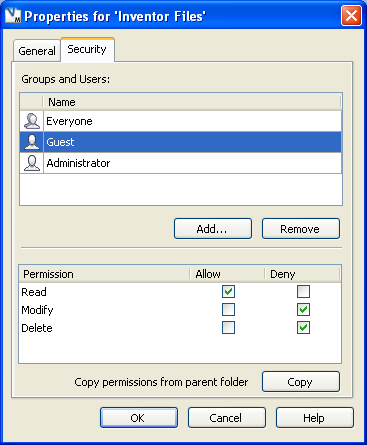 Properties for 'Inventor Files'
General Security
Groups and Users:
Name
Everyone
Guest
Administrator
Add... Remove
Permission Allow Deny
Read
Modify
Delete
Copy permissions from parent folder Copy
OK Cancel Help